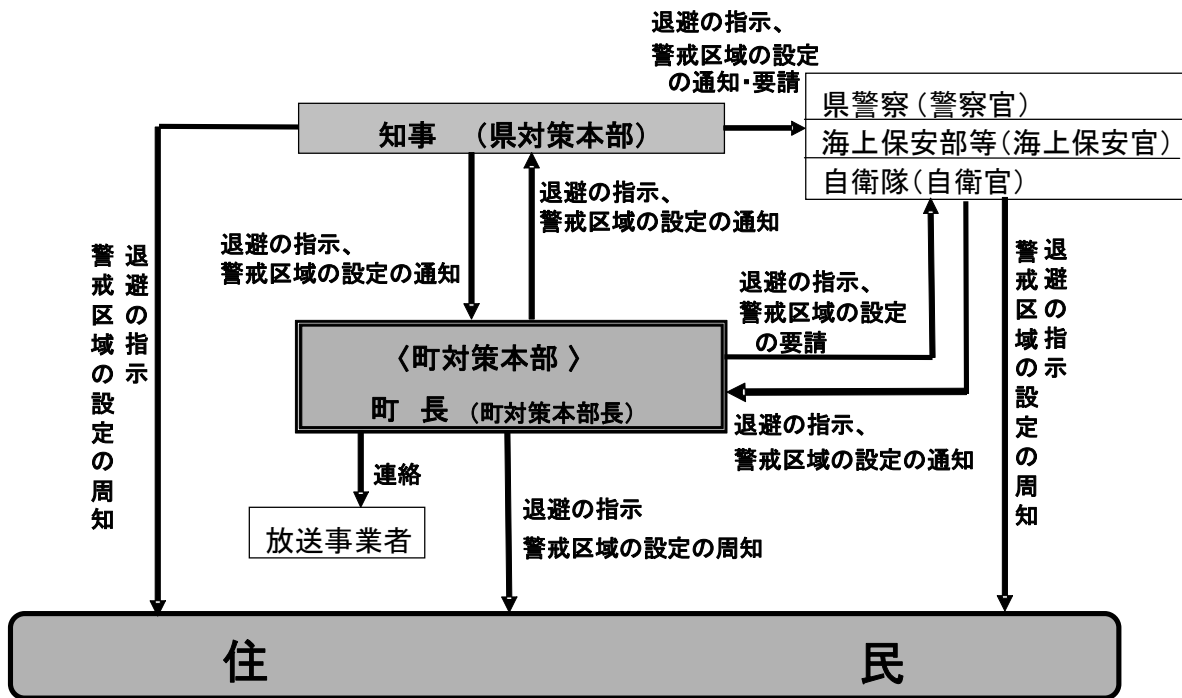 退避の指示、
警戒区域の設定
の通知・要請
県警察(警察官)
知事 (県対策本部)
海上保安部等(海上保安官)
自衛隊(自衛官)
退避の指示、
警戒区域の設定の通知
退避の指示、
警戒区域の設定の通知
退避の指示
警戒区域の設定の周知
退避の指示、
警戒区域の設定
の要請
退避の指示
警戒区域の設定の周知
〈町対策本部〉
町 長 (町対策本部長)
退避の指示、
警戒区域の設定の通知
連絡
放送事業者
退避の指示
警戒区域の設定の周知
住 民